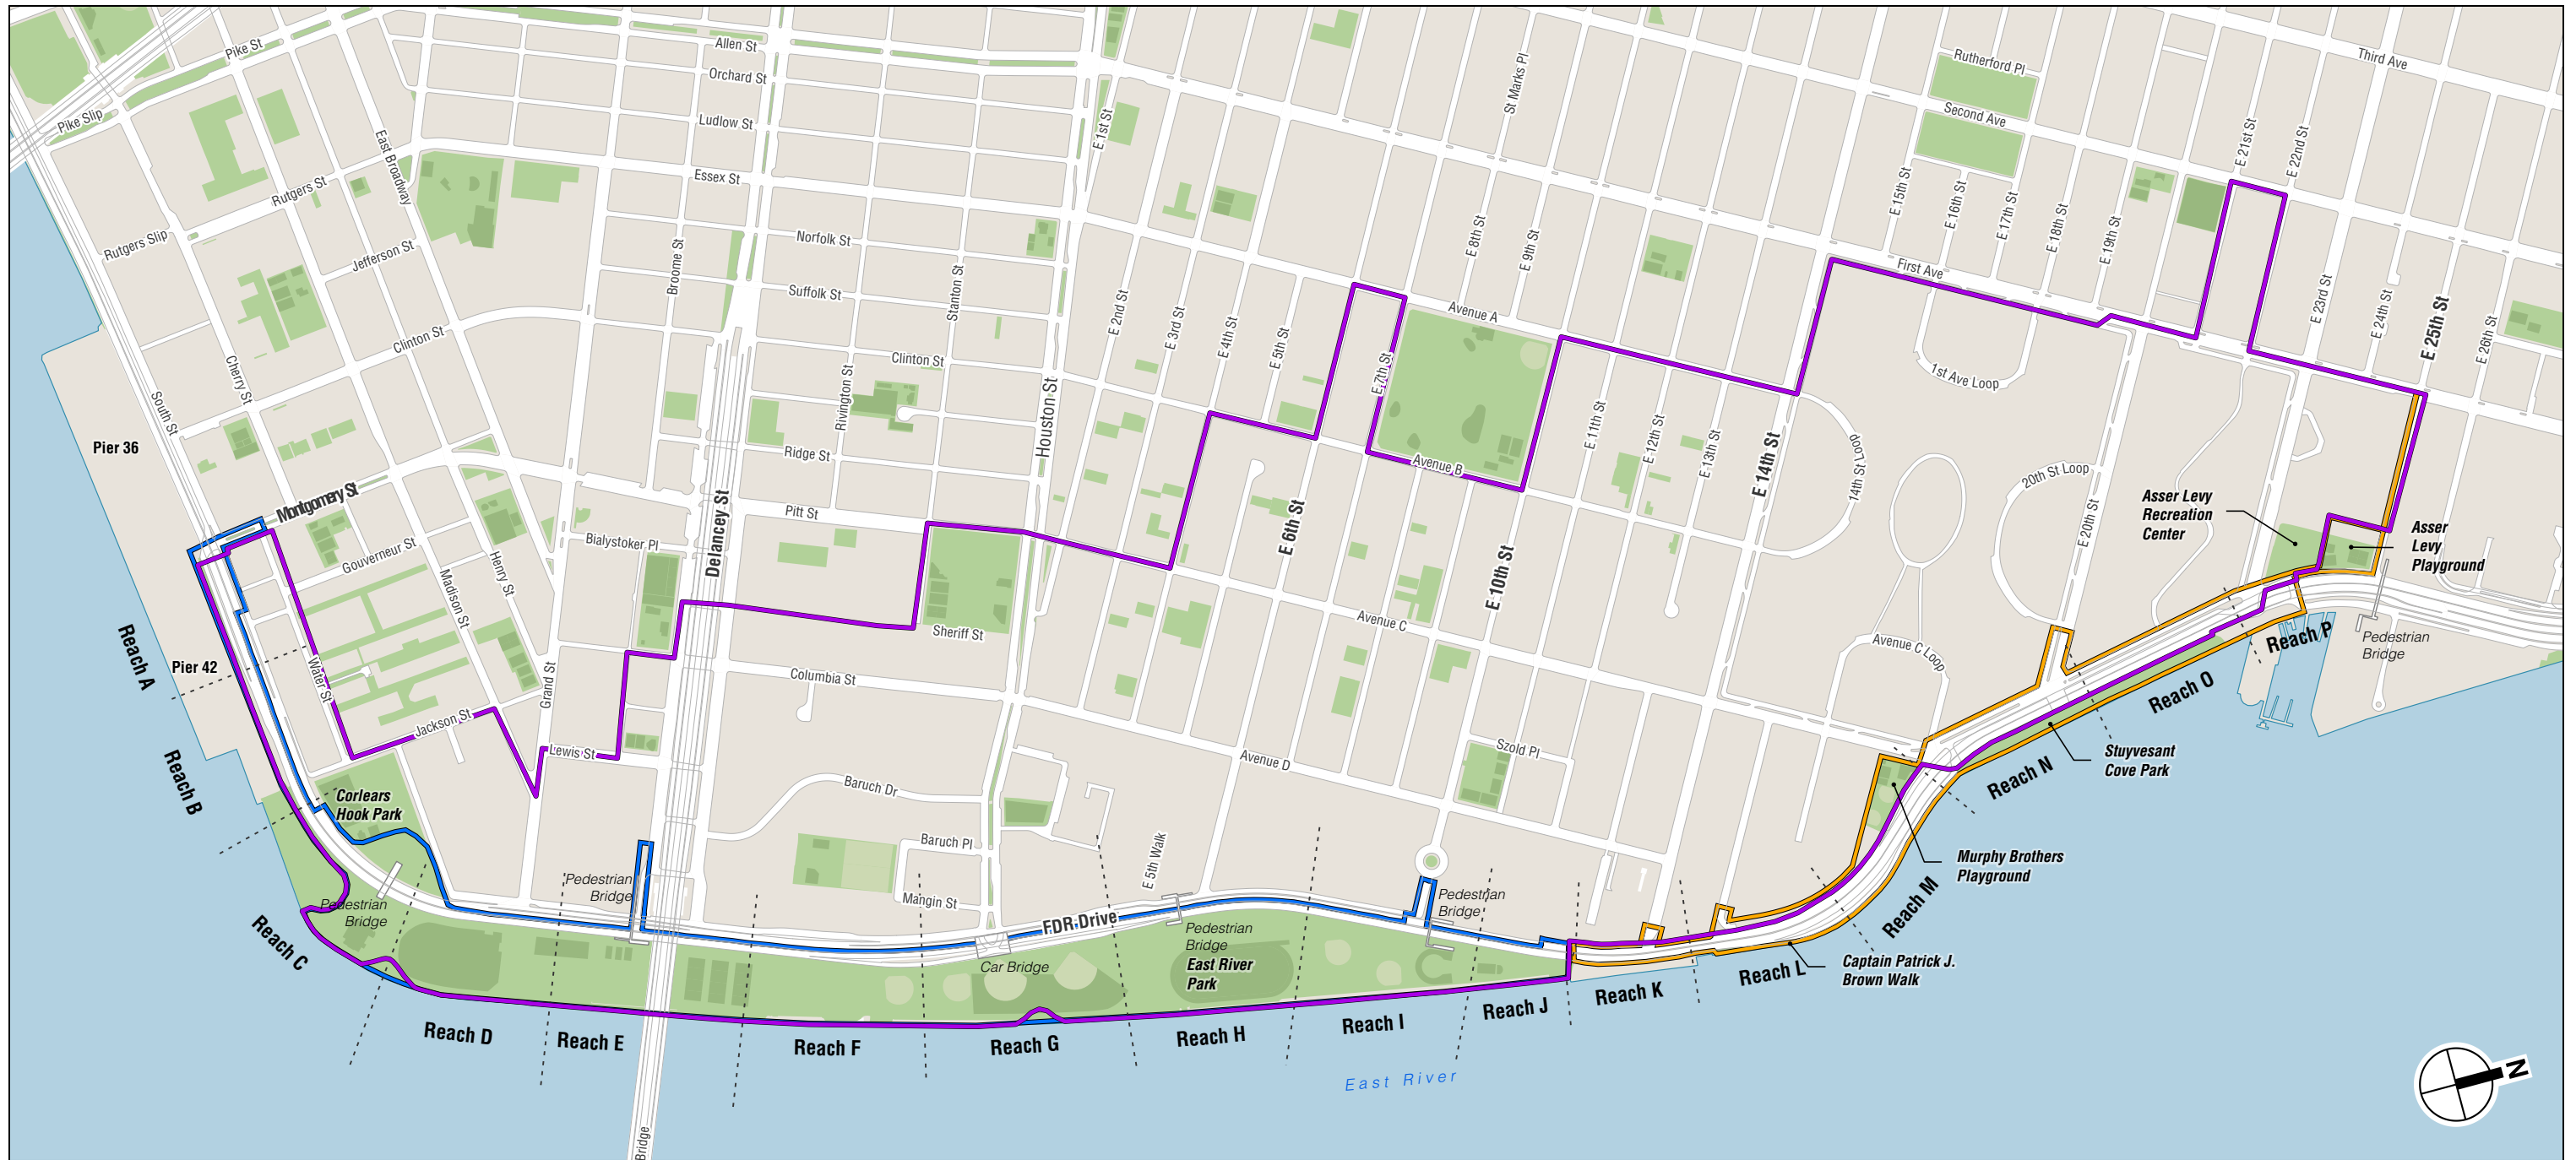 Pike St
Allen St
Orchard St
Pike Slip
Ludlow St
East Broadway
Essex St
Rutgers St
Rutgers Slip
Jefferson St
Norfolk St
Broome St
Suffolk St
Stanton St
Clinton St
Clinton St
Cherry St
South St
Rivington St
Houston St
Ridge St
Pitt St
Delancey St
Bialystoker Pl
Sheriff St
Columbia St
Grand St
Lewis St
Baruch Dr
Baruch Pl
Mangin St
E 1st St
E 2nd St
E 3rd St
E 4th St
E 5th St
E 6th St
E 7th St
E 8th St
E 9th St
St Marks Pl
E 10th St
E 11th St
E 12th St
E 13th St
E 14th St
14th St Loop
E 15th St
E 16th St
E 17th St
E 18th St
E 19th St
E 20th St
20th St Loop
E 21st St
E 22nd St
E 23rd St
E 24th St
E 25th St
E 26th St
Rutherford Pl
Third Ave
Second Ave
First Ave
1st Ave Loop
Avenue A
Avenue B
Avenue C
Avenue C Loop
Avenue D
Szold Pl
E 5th Walk
FDR Drive
Pier 36
Montgomery St
Gouverneur St
Henry St
Madison St
Water St
Jackson St
Pier 42
Corlears
Hook Park
Pedestrian
Bridge
Pedestrian
Bridge
Car Bridge
Pedestrian
Bridge
East River
Park
Pedestrian
Bridge
Asser Levy
Recreation
Center
Asser
Levy
Playground
Pedestrian
Bridge
Stuyvesant
Cove Park
Murphy Brothers
Playground
Captain Patrick J.
Brown Walk
Reach A
Reach B
Reach C
Reach D
Reach E
Reach F
Reach G
Reach H
Reach I
Reach J
Reach K
Reach L
Reach M
Reach N
Reach O
Reach P
East River
Bridge
N